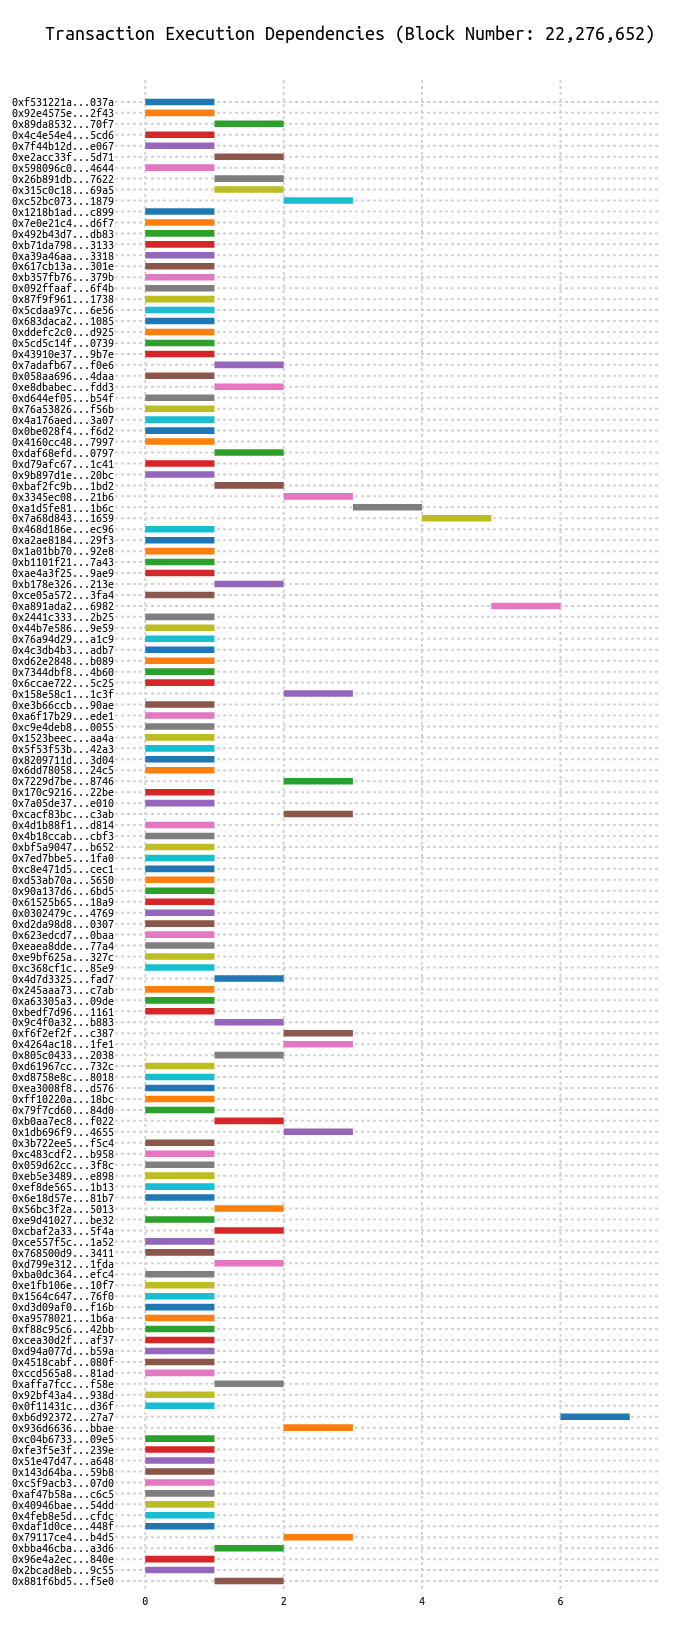 Transaction Execution Dependencies (Block Number: 22,276,652)
0xf531221a...037a
0x92e4575e...2f43
0x89da8532...70f7
0x4c4e54e4...5cd6
0x7f44b12d...e067
0xe2acc33f...5d71
0x598096c0...4644
0x26b891db...7622
0x315c0c18...69a5
0xc52bc073...1879
0x1218b1ad...c899
0x7e0e21c4...d6f7
0x492b43d7...db83
0xb71da798...3133
0xa39a46aa...3318
0x617cb13a...301e
0xb357fb76...379b
0x092ffaaf...6f4b
0x87f9f961...1738
0x5cdaa97c...6e56
0x683daca2...1085
0xddefc2c0...d925
0x5cd5c14f...0739
0x43910e37...9b7e
0x7adafb67...f0e6
0x058aa696...4daa
0xe8dbabec...fdd3
0xd644ef05...b54f
0x76a53826...f56b
0x4a176aed...3a07
0x0be028f4...f6d2
0x4160cc48...7997
0xdaf68efd...0797
0xd79afc67...1c41
0x9b897d1e...20bc
0xbaf2fc9b...1bd2
0x3345ec08...21b6
0xa1d5fe81...1b6c
0x7a68d843...1659
0x468d186e...ec96
0xa2ae8184...29f3
0x1a01bb70...92e8
0xb1101f21...7a43
0xae4a3f25...9ae9
0xb178e326...213e
0xce05a572...3fa4
0xa891ada2...6982
0x2441c333...2b25
0x44b7e586...9e59
0x76a94d29...a1c9
0x4c3db4b3...adb7
0xd62e2848...b089
0x7344dbf8...4b60
0x6ccae722...5c25
0x158e58c1...1c3f
0xe3b66ccb...90ae
0xa6f17b29...ede1
0xc9e4deb8...0055
0x1523beec...aa4a
0x5f53f53b...42a3
0x8209711d...3d04
0x6dd78058...24c5
0x7229d7be...8746
0x170c9216...22be
0x7a05de37...e010
0xcacf83bc...c3ab
0x4d1b88f1...d814
0x4b18ccab...cbf3
0xbf5a9047...b652
0x7ed7bbe5...1fa0
0xc8e471d5...cec1
0xd53ab70a...5650
0x90a137d6...6bd5
0x61525b65...18a9
0x0302479c...4769
0xd2da98d8...0307
0x623edcd7...0baa
0xeaea8dde...77a4
0xe9bf625a...327c
0xc368cf1c...85e9
0x4d7d3325...fad7
0x245aaa73...c7ab
0xa63305a3...09de
0xbedf7d96...1161
0x9c4f0a32...b883
0xf6f2ef2f...c387
0x4264ac18...1fe1
0x805c0433...2038
0xd61967cc...732c
0xd8758e8c...8018
0xea3008f8...d576
0xff10220a...18bc
0x79f7cd60...84d0
0xb0aa7ec8...f022
0x1db696f9...4655
0x3b722ee5...f5c4
0xc483cdf2...b958
0x059d62cc...3f8c
0xeb5e3489...e898
0xef8de565...1b13
0x6e18d57e...81b7
0x56bc3f2a...5013
0xe9d41027...be32
0xcbaf2a33...5f4a
0xce557f5c...1a52
0x768500d9...3411
0xd799e312...1fda
0xba0dc364...efc4
0xe1fb106e...10f7
0x1564c647...76f0
0xd3d09af0...f16b
0xa9578021...1b6a
0xf88c95c6...42bb
0xcea30d2f...af37
0xd94a077d...b59a
0x4518cabf...080f
0xccd565a8...81ad
0xaffa7fcc...f58e
0x92bf43a4...938d
0x0f11431c...d36f
0xb6d92372...27a7
0x936d6636...bbae
0xc04b6733...09e5
0xfe3f5e3f...239e
0x51e47d47...a648
0x143d64ba...59b8
0xc5f9acb3...07d0
0xaf47b58a...c6c5
0x40946bae...54dd
0x4feb8e5d...cfdc
0xdaf1d0ce...448f
0x79117ce4...b4d5
0xbba46cba...a3d6
0x96e4a2ec...840e
0x2bcad8eb...9c55
0x881f6bd5...f5e0
0 2 4 6